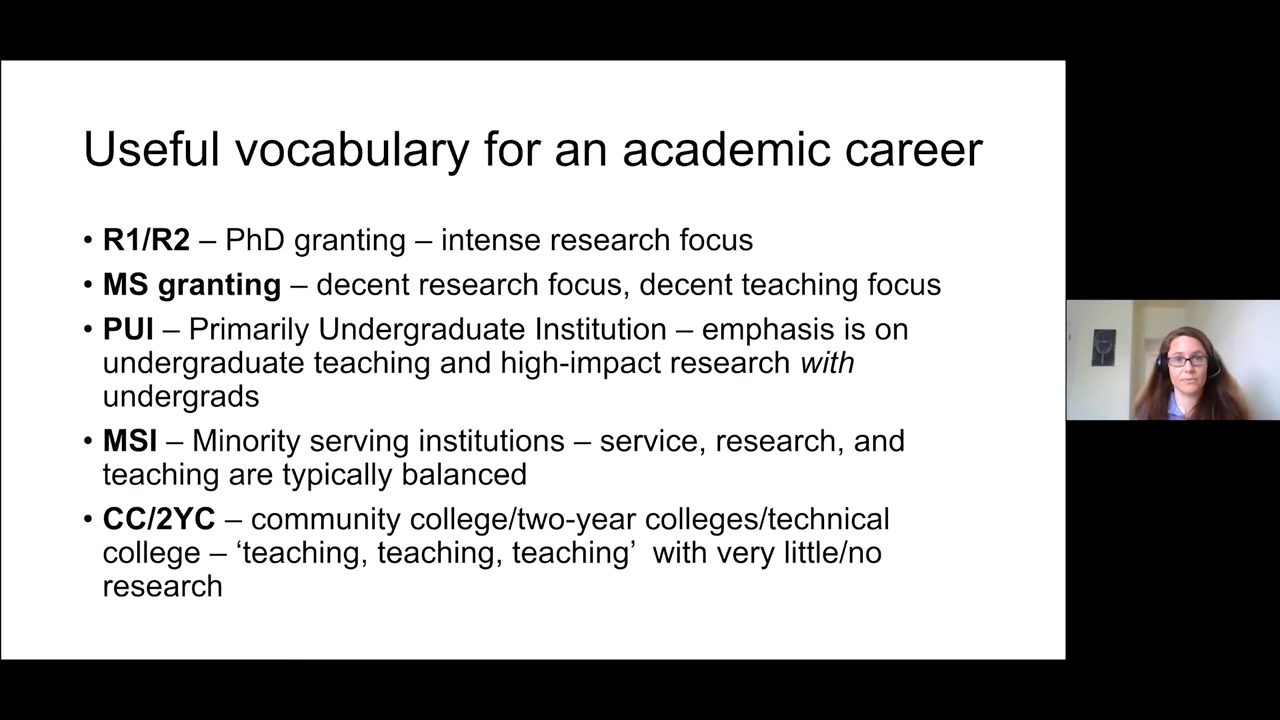 Useful vocabulary for an academic career
• R1/R2 – PhD granting – intense research focus
• MS granting – decent research focus, decent teaching focus
• PUI – Primarily Undergraduate Institution – emphasis is on
undergraduate teaching and high-impact research with
undergrads
• MSI – Minority serving institutions – service, research, and
teaching are typically balanced
• CC/2YC – community college/two-year colleges/technical
college – ‘teaching, teaching, teaching’  with very little/no
research